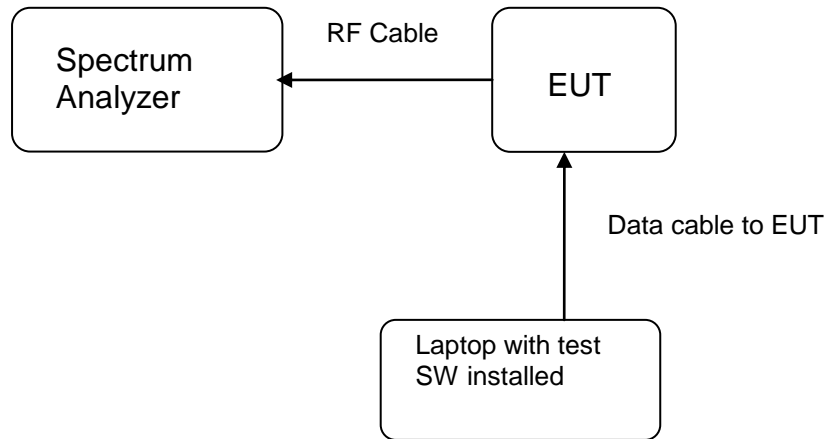 RF Cable
Spectrum
Analyzer
EUT
Data cable to EUT
Laptop with test
SW installed